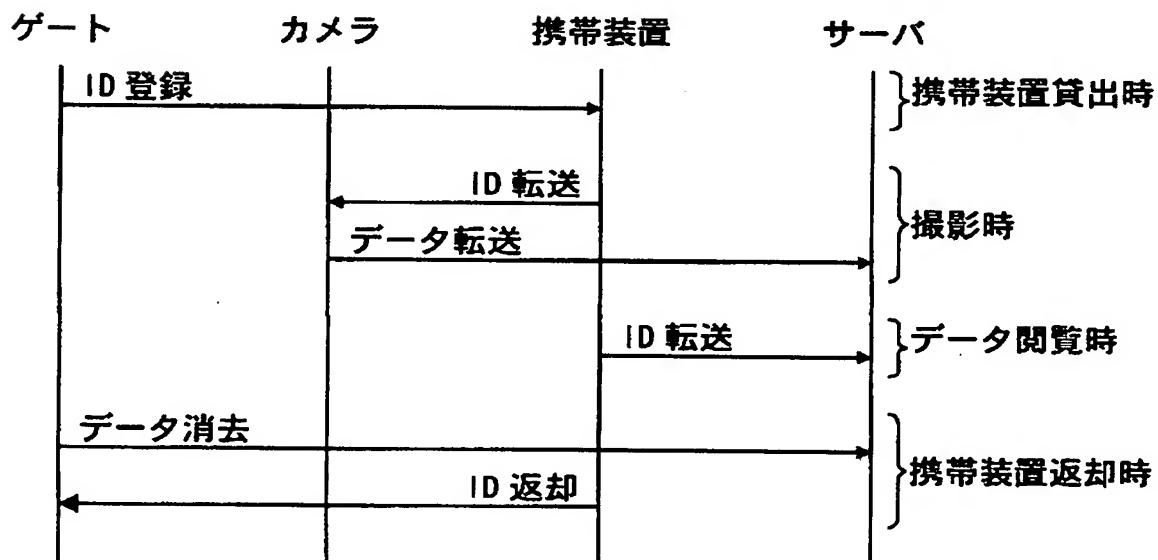 ゲート カメラ 携帯装置 サーバ
ID 登録
携帯装置貸出時
ID 転送
撮影時
データ転送
ID 転送
データ閲覧時
データ消去
携帯装置返却時
ID 返却